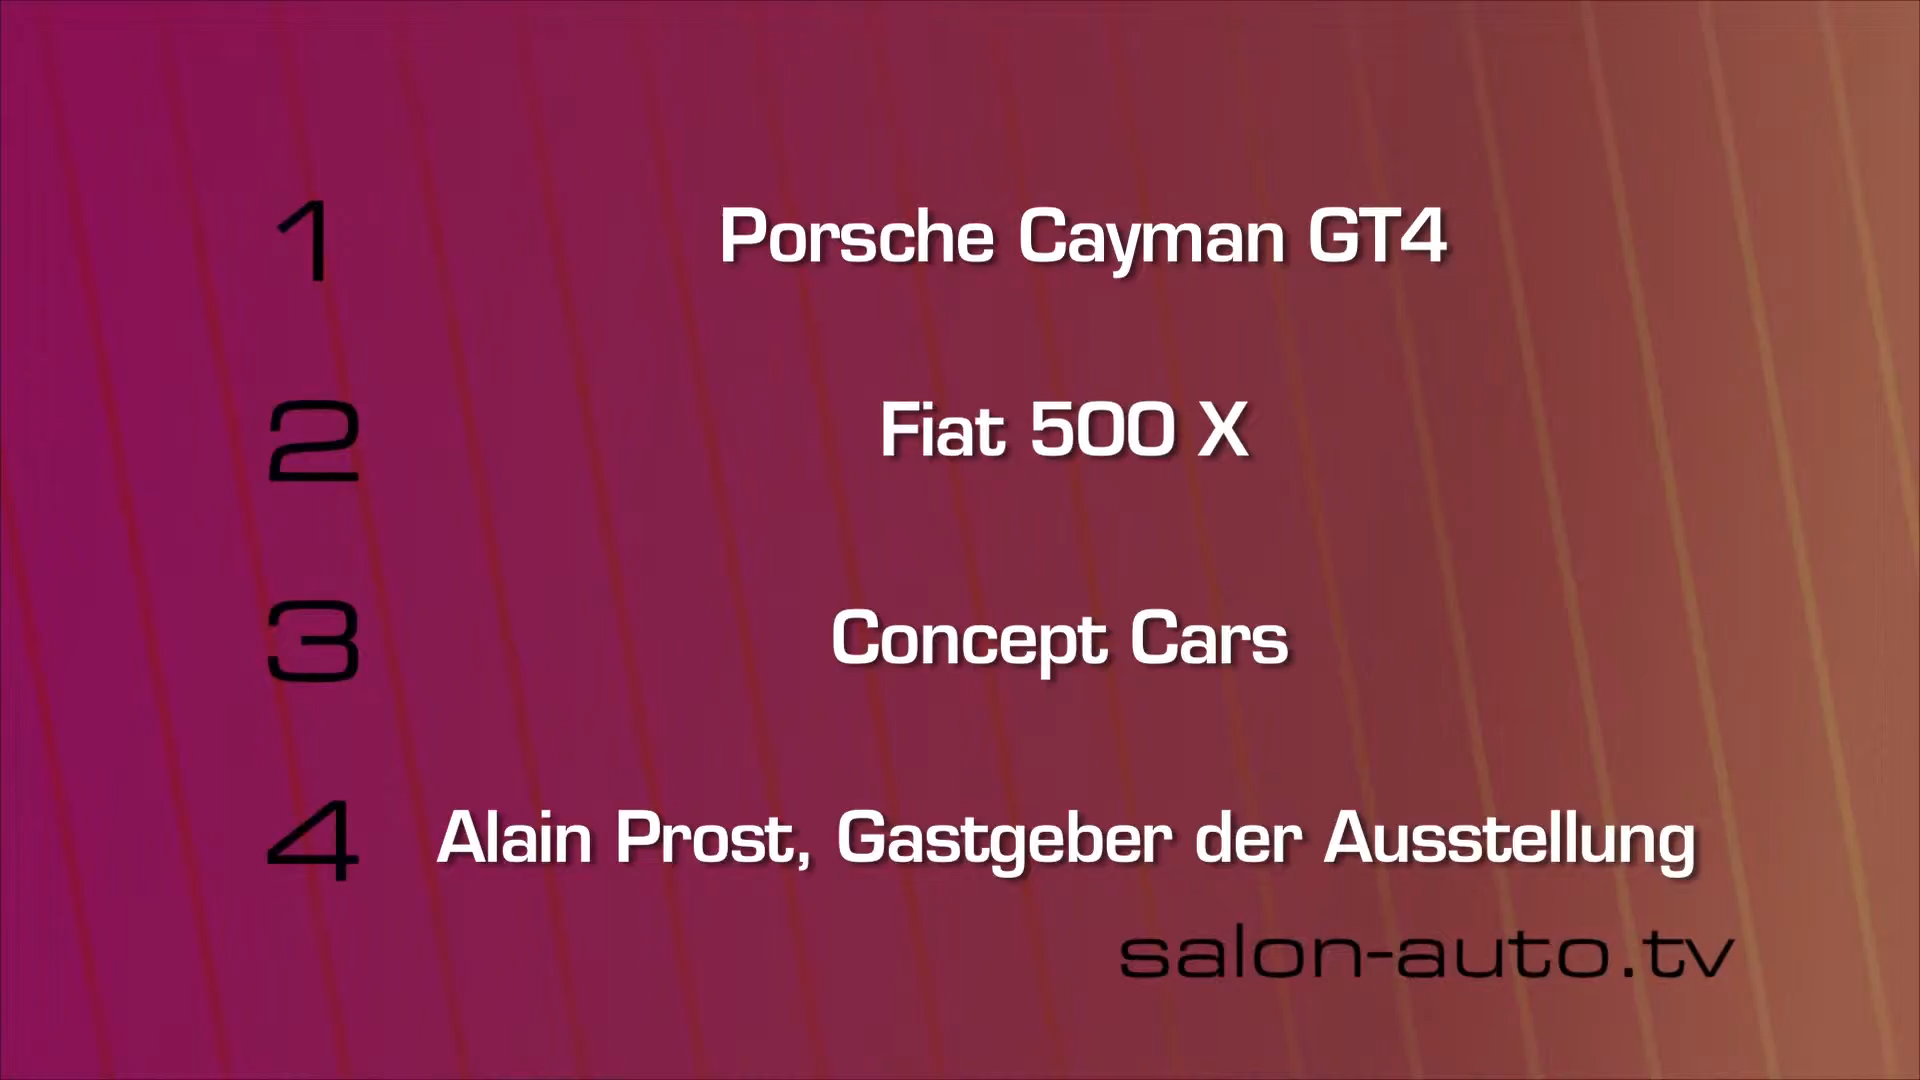 1 Porsche Cayman GT4
2 Fiat 500 X
3 Concept Cars
4 Alain Prost, Gastgeber der Ausstellung
salon-auto.tv